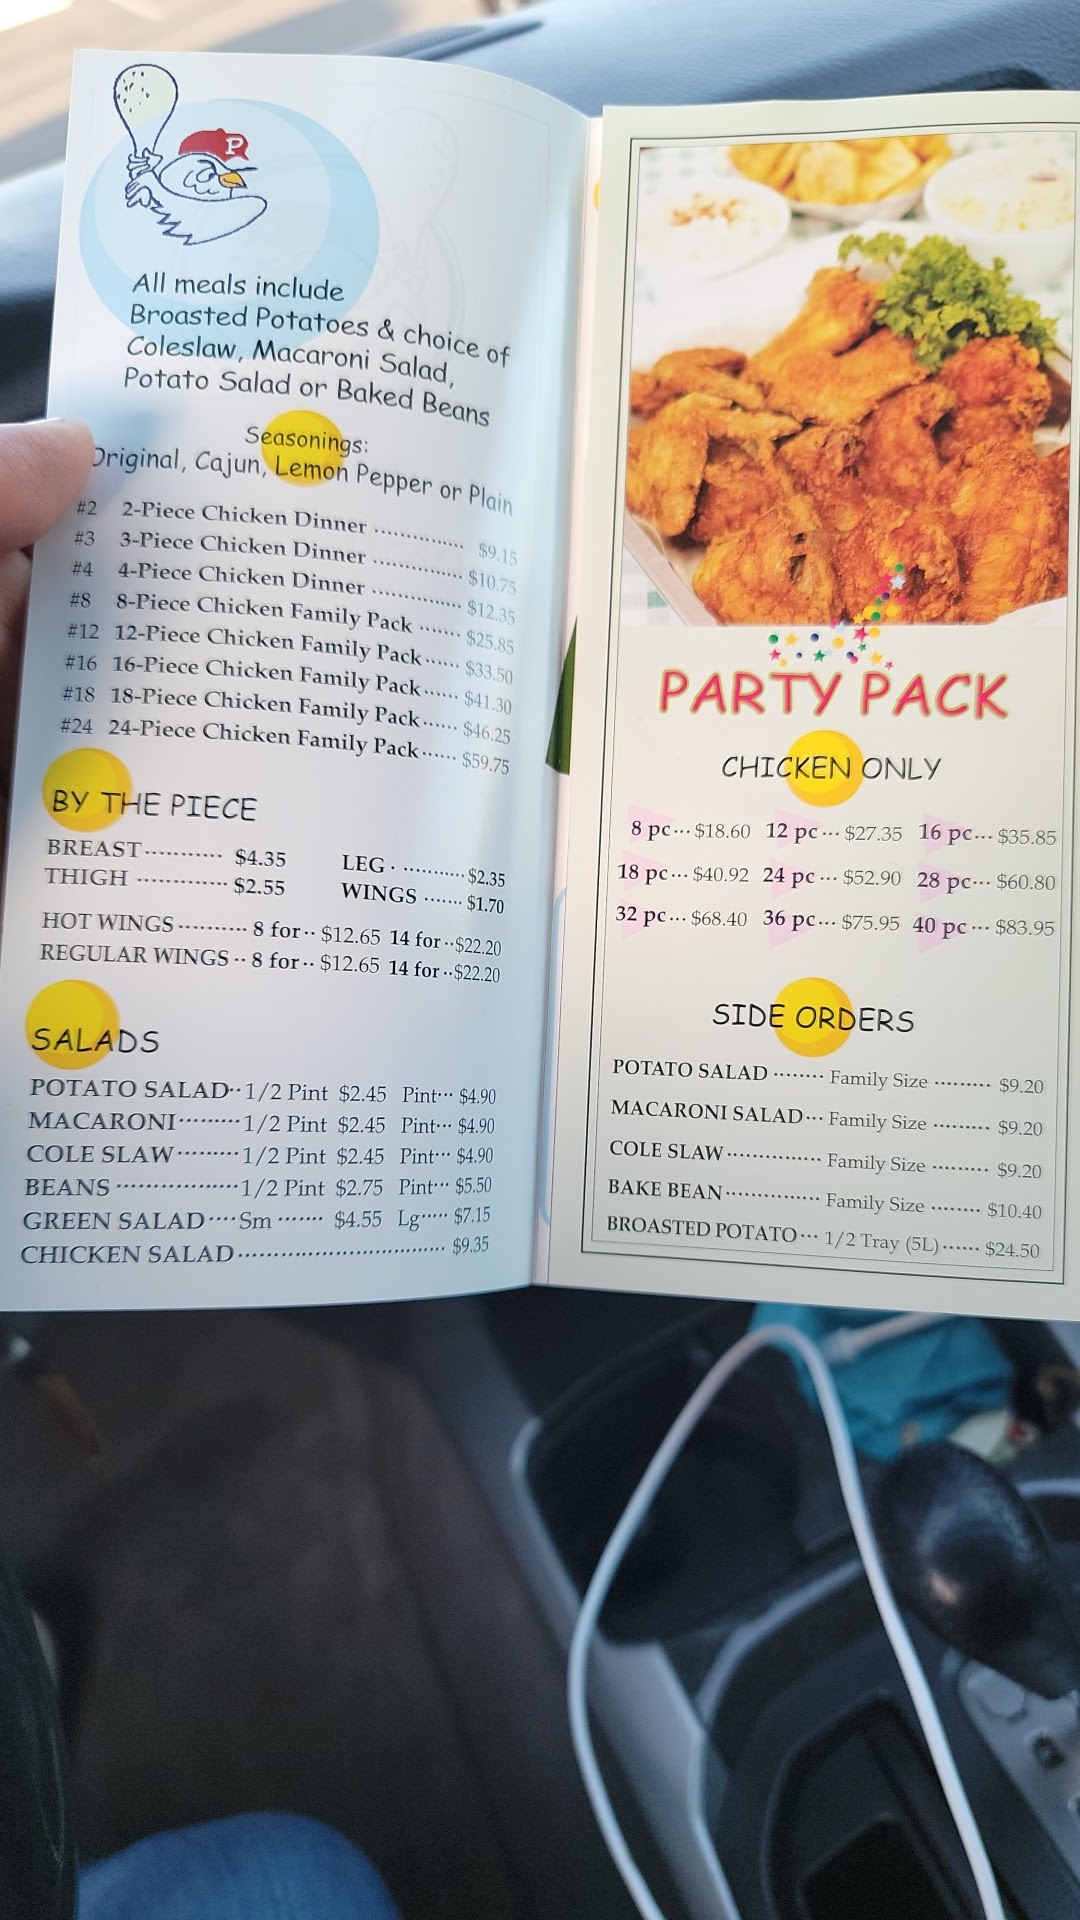 P
All meals include
Broasted Potatoes & choice of
Coleslaw, Macaroni Salad,
Potato Salad or Baked Beans
Seasonings:
Original, Cajun, Lemon Pepper or Plain
#2 2-Piece Chicken Dinner ............... $9.15
#3 3-Piece Chicken Dinner ............... $10.75
#4 4-Piece Chicken Dinner ............... $12.35
#8 8-Piece Chicken Family Pack ....... $25.85
#12 12-Piece Chicken Family Pack...... $33.50
#16 16-Piece Chicken Family Pack...... $41.30
#18 18-Piece Chicken Family Pack...... $46.25
#24 24-Piece Chicken Family Pack...... $59.75
BY THE PIECE
BREAST........... $4.35 LEG . ........... $2.35
THIGH ............. $2.55 WINGS ....... $1.70
HOT WINGS .......... 8 for.. $12.65 14 for ..$22.20
REGULAR WINGS .. 8 for.. $12.65 14 for..$22.20
SALADS
POTATO SALAD.. 1/2 Pint $2.45 Pint... $4.90
MACARONI......... 1/2 Pint $2.45 Pint... $4.90
COLE SLAW......... 1/2 Pint $2.45 Pint... $4.90
BEANS .................. 1/2 Pint $2.75 Pint... $5.50
GREEN SALAD.... Sm ....... $4.55 Lg..... $7.15
CHICKEN SALAD.............................. $9.35
PARTY PACK
CHICKEN ONLY
8 pc... $18.60 12 pc... $27.35 16 pc... $35.85
18 pc... $40.92 24 pc... $52.90 28 pc... $60.80
32 pc... $68.40 36 pc... $75.95 40 pc... $83.95
SIDE ORDERS
POTATO SALAD ........ Family Size ......... $9.20
MACARONI SALAD... Family Size ......... $9.20
COLE SLAW............... Family Size ......... $9.20
BAKE BEAN............... Family Size ........ $10.40
BROASTED POTATO... 1/2 Tray (5L)...... $24.50